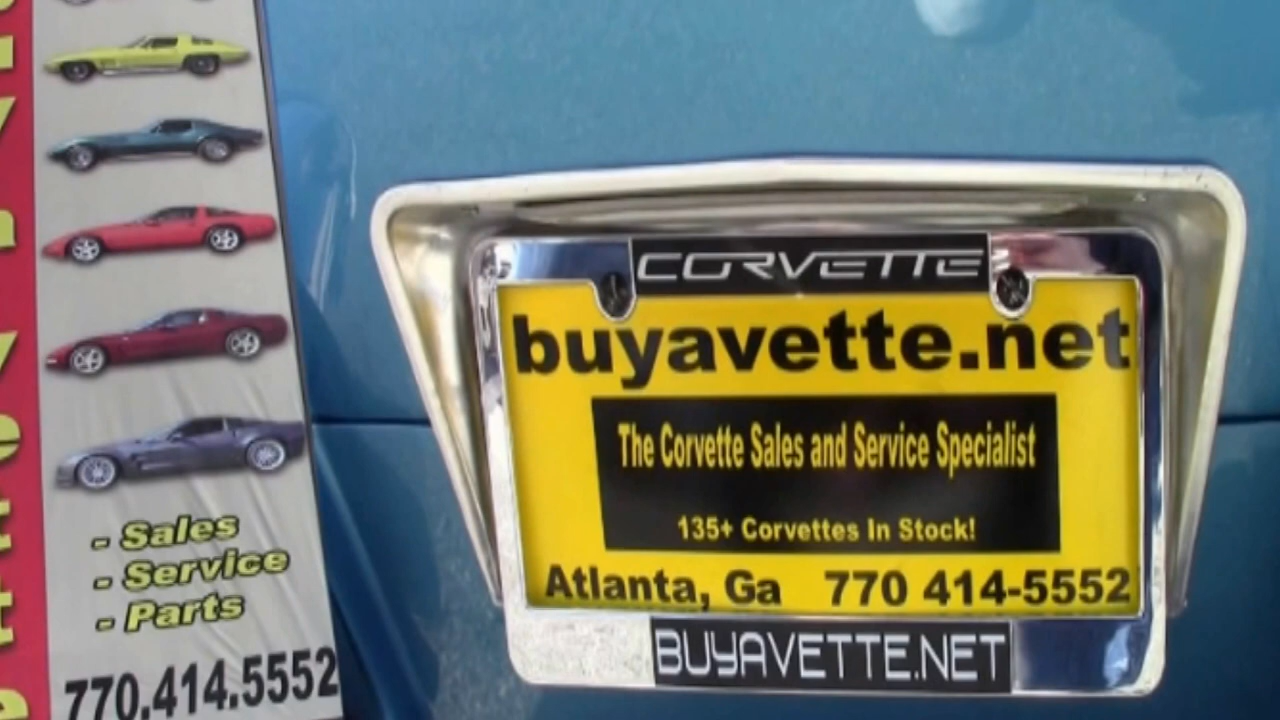 - Sales
- Service
- Parts
770.414.5552
CORVETTE
buyavette.net
The Corvette Sales and Service Specialist
135+ Corvettes In Stock!
Atlanta, Ga 770 414-5552
BUYAVETTE.NET